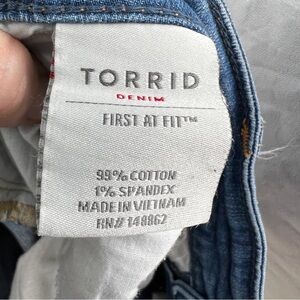 TORRID
DENIM
FIRST AT FIT™
99% COTTON
1% SPANDEX
MADE IN VIETNAM
RN# 148862